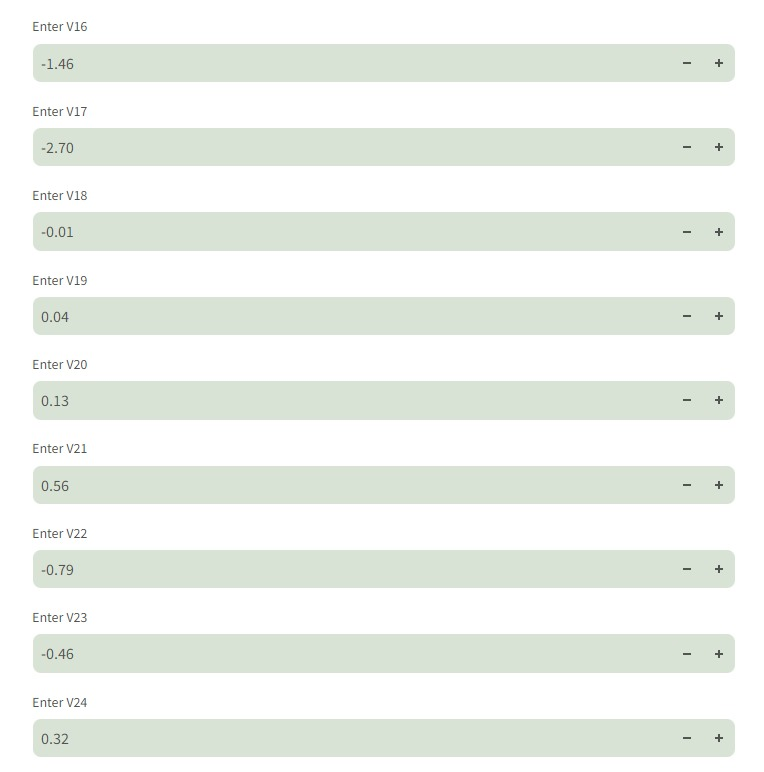 Enter V16
-1.46
Enter V17
-2.70
Enter V18
-0.01
Enter V19
0.04
Enter V20
0.13
Enter V21
0.56
Enter V22
-0.79
Enter V23
-0.46
Enter V24
0.32